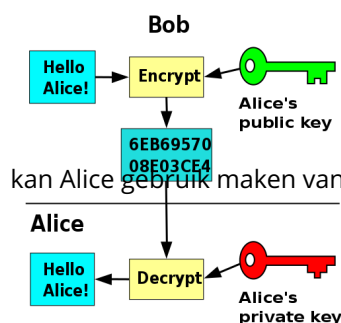 Bob
Hello
Alice!
Encrypt
Alice's
public key
6EB69570
08E03CE4
kan Alice gebruik maken van
Alice
Hello
Alice!
Decrypt
Alice's
private key